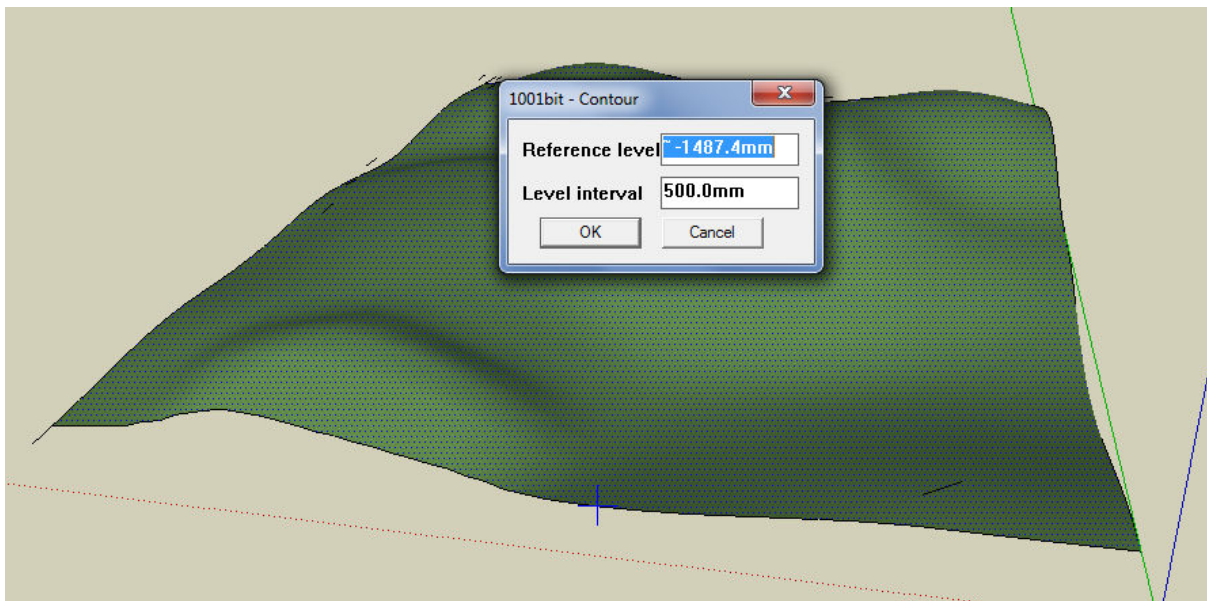 1001bit - Contour
Reference level ~ -1487.4mm
Level interval 500.0mm
OK Cancel